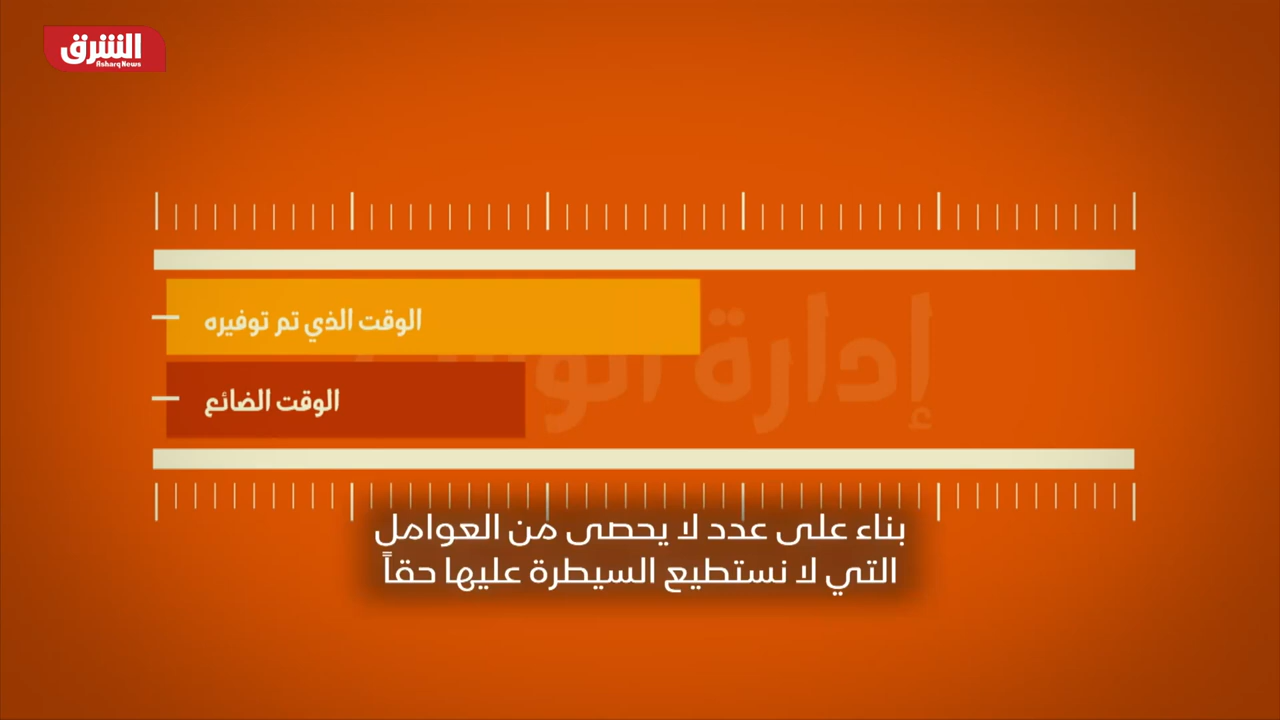 الشرق
Asharq News
الوقت الذي تم توفيره
إدارة
الوقت الضائع
بناء على عدد لا يحصى من العوامل
التي لا نستطيع السيطرة عليها حقاً